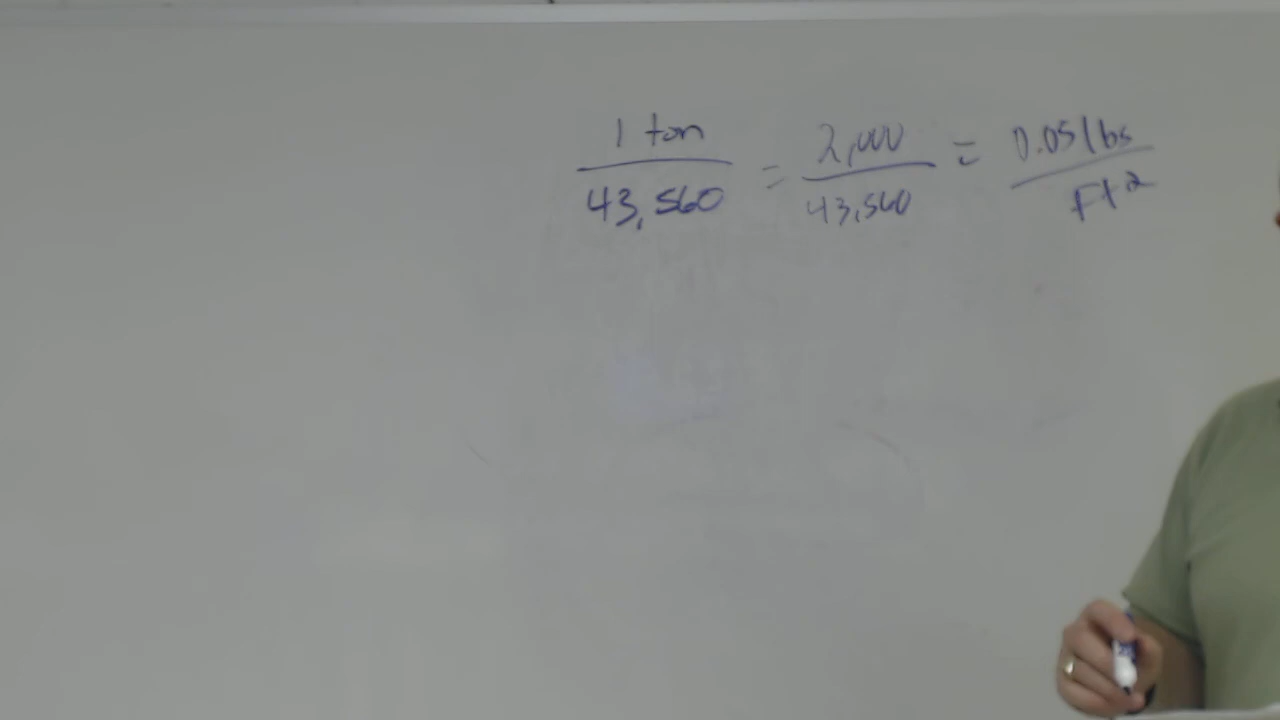 1 ton = 2,000 = 0.05 lbs
43,560 43,560 Ft²